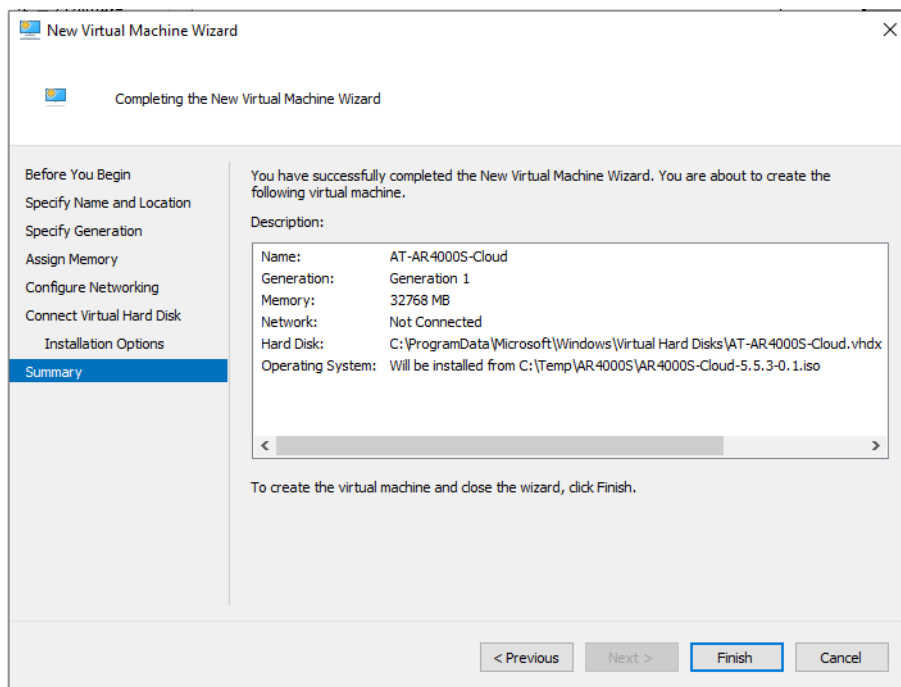 New Virtual Machine Wizard
Completing the New Virtual Machine Wizard
Before You Begin
Specify Name and Location
Specify Generation
Assign Memory
Configure Networking
Connect Virtual Hard Disk
Installation Options
Summary
You have successfully completed the New Virtual Machine Wizard. You are about to create the
following virtual machine.
Description:
Name: AT-AR4000S-Cloud
Generation: Generation 1
Memory: 32768 MB
Network: Not Connected
Hard Disk: C:\ProgramData\Microsoft\Windows\Virtual Hard Disks\AT-AR4000S-Cloud.vhdx
Operating System: Will be installed from C:\Temp\AR4000S\AR4000S-Cloud-5.5.3-0.1.iso
To create the virtual machine and close the wizard, click Finish.
< Previous Next > Finish Cancel